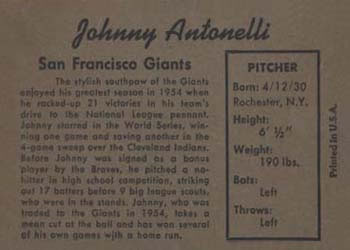 Johnny Antonelli
San Francisco Giants
The stylish southpaw of the Giants
enjoyed his greatest season in 1954 when
he racked-up 21 victories in his team's
drive to the National League pennant.
Johnny starred in the World Series, win-
ning one game and saving another in the
4-game sweep over the Cleveland Indians.
Before Johnny was signed as a bonus
player by the Braves, he pitched a no-
hitter in high school competition, striking
out 17 batters before 9 big league scouts,
who were in the stands. Johnny, who was
traded to the Giants in 1954, takes a
mean cut at the ball and has won several
of his own games with a home run.
PITCHER
Born: 4/12/30
Rochester, N.Y.
Height:
6' ½"
Weight:
190 lbs.
Bats:
Left
Throws:
Left
Printed in U.S.A.